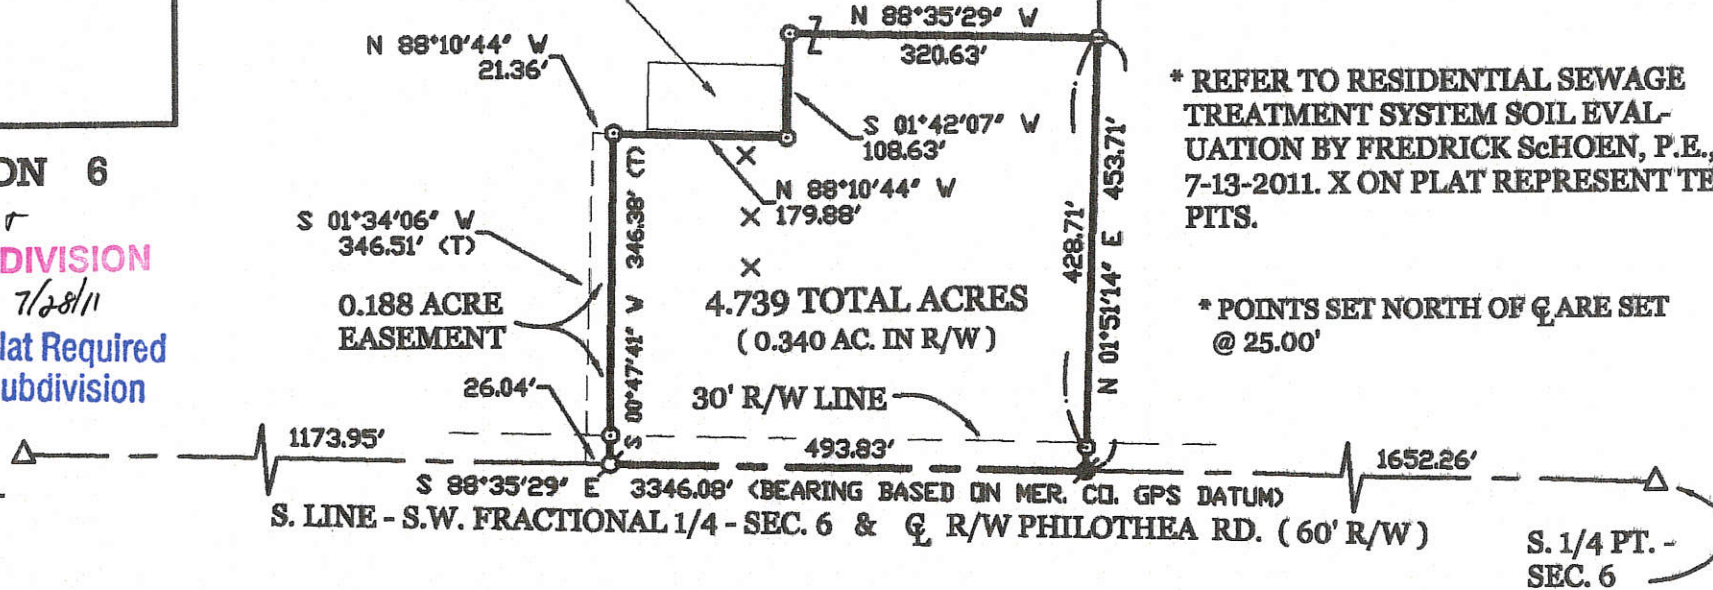 N 88°35'29" W
320.63'
N 88°10'44" W
21.36'
S 01°42'07" W
108.63'
N 88°10'44" W
179.88'
S 01°34'06" W
346.51' (T)
S 00°47'41" W 346.38' (T)
0.188 ACRE
EASEMENT
26.04'
4.739 TOTAL ACRES
( 0.340 AC. IN R/W )
30' R/W LINE
428.71'
N 01°51'14" E 453.71'
* REFER TO RESIDENTIAL SEWAGE
TREATMENT SYSTEM SOIL EVAL-
UATION BY FREDRICK ScHOEN, P.E.,
7-13-2011. X ON PLAT REPRESENT TE
PITS.
* POINTS SET NORTH OF ℄ ARE SET
@ 25.00'
ON 6
DIVISION
7/28/11
lat Required
ubdivision
1173.95'
493.83'
1652.26'
S 88°35'29" E 3346.08' (BEARING BASED ON MER. CO. GPS DATUM)
S. LINE - S.W. FRACTIONAL 1/4 - SEC. 6 & ℄ R/W PHILOTHEA RD. ( 60' R/W )
S. 1/4 PT. -
SEC. 6